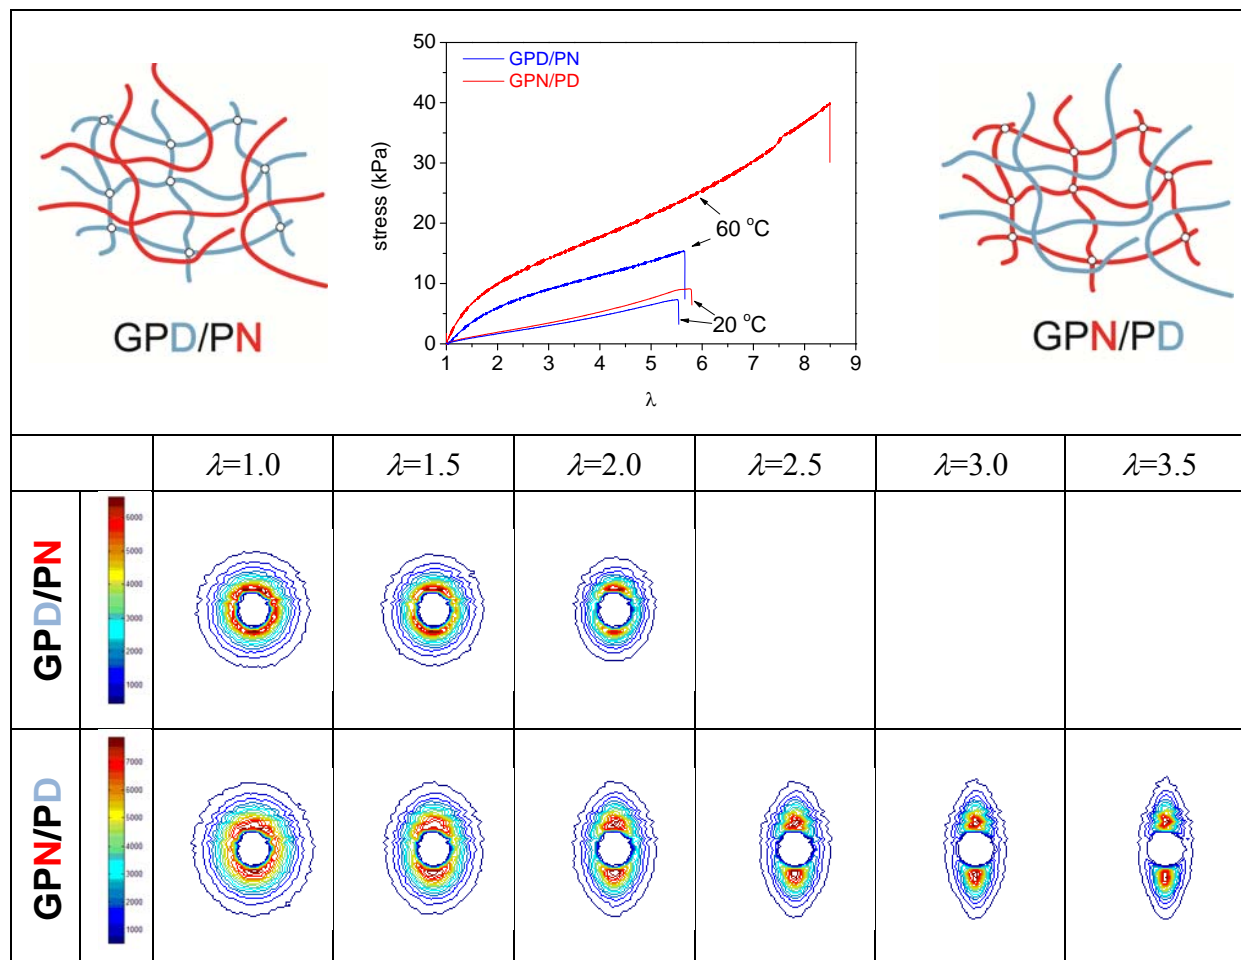 50
40
30
20
10
0
stress (kPa)
GPD/PN
GPN/PD
60 °C
20 °C
1 2 3 4 5 6 7 8 9
λ
GPD/PN
GPN/PD
λ=1.0 λ=1.5 λ=2.0 λ=2.5 λ=3.0 λ=3.5
GPD/PN
6000
5000
4000
3000
2000
1000
GPN/PD
7000
6000
5000
4000
3000
2000
1000